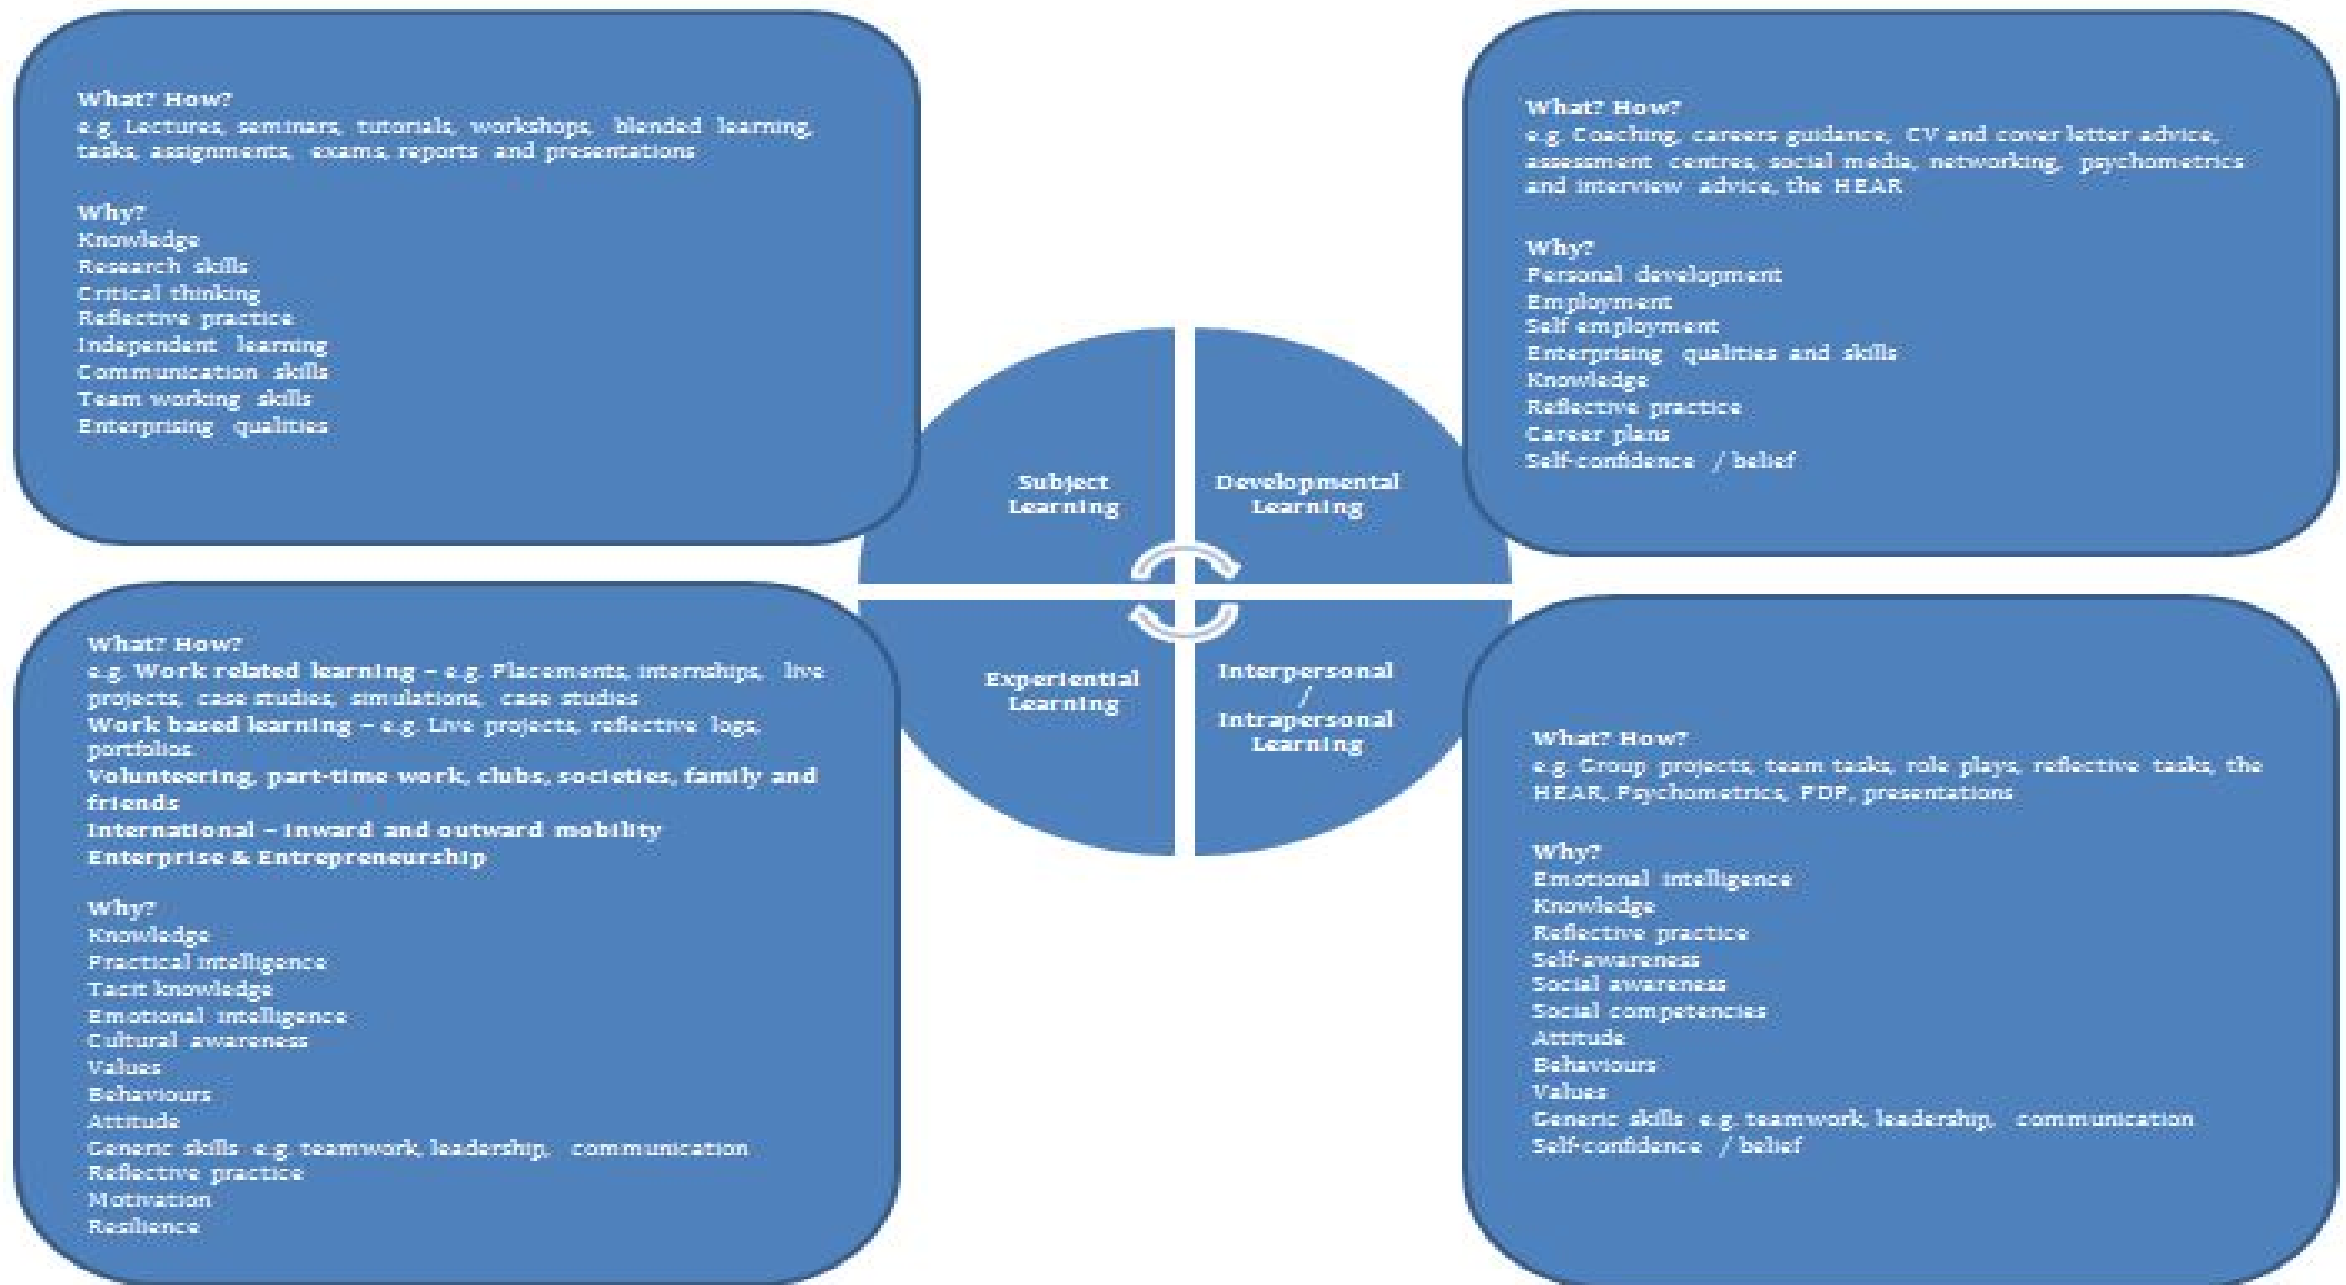 What? How?
e.g. Lectures, seminars, tutorials, workshops, blended learning,
tasks, assignments, exams, reports and presentations
Why?
Knowledge
Research skills
Critical thinking
Reflective practice
Independent learning
Communication skills
Team working skills
Enterprising qualities
What? How?
e.g. Coaching, careers guidance, CV and cover letter advice,
assessment centres, social media, networking, psychometrics
and interview advice, the HEAR
Why?
Personal development
Employment
Self employment
Enterprising qualities and skills
Knowledge
Reflective practice
Career plans
Self-confidence / belief
Subject
Learning
Developmental
Learning
Experiential
Learning
Interpersonal
/
Intrapersonal
Learning
What? How?
e.g. Work related learning – e.g. Placements, internships, live
projects, case studies, simulations, case studies
Work based learning – e.g. Live projects, reflective logs,
portfolios.
Volunteering, part-time work, clubs, societies, family and
friends
International – inward and outward mobility
Enterprise & Entrepreneurship
Why?
Knowledge
Practical intelligence
Tacit knowledge
Emotional intelligence
Cultural awareness
Values
Behaviours
Attitude
Generic skills e.g. teamwork, leadership, communication
Reflective practice
Motivation
Resilience
What? How?
e.g. Group projects, team tasks, role plays, reflective tasks, the
HEAR, Psychometrics, PDP, presentations
Why?
Emotional intelligence
Knowledge
Reflective practice
Self-awareness
Social awareness
Social competencies
Attitude
Behaviours
Values
Generic skills e.g. teamwork, leadership, communication
Self-confidence / belief